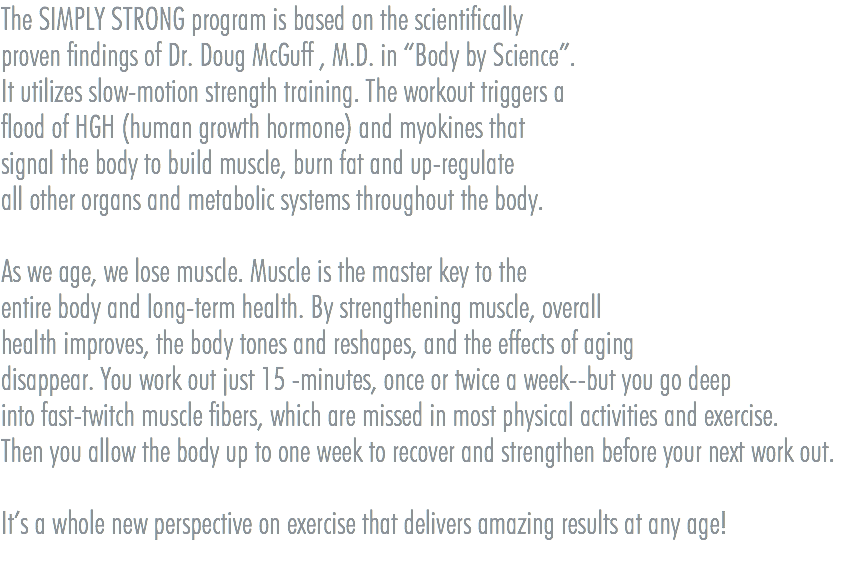 The SIMPLY STRONG program is based on the scientifically
proven findings of Dr. Doug McGuff , M.D. in “Body by Science”.
It utilizes slow-motion strength training. The workout triggers a
flood of HGH (human growth hormone) and myokines that
signal the body to build muscle, burn fat and up-regulate
all other organs and metabolic systems throughout the body.
As we age, we lose muscle. Muscle is the master key to the
entire body and long-term health. By strengthening muscle, overall
health improves, the body tones and reshapes, and the effects of aging
disappear. You work out just 15 -minutes, once or twice a week--but you go deep
into fast-twitch muscle fibers, which are missed in most physical activities and exercise.
Then you allow the body up to one week to recover and strengthen before your next work out.
It’s a whole new perspective on exercise that delivers amazing results at any age!